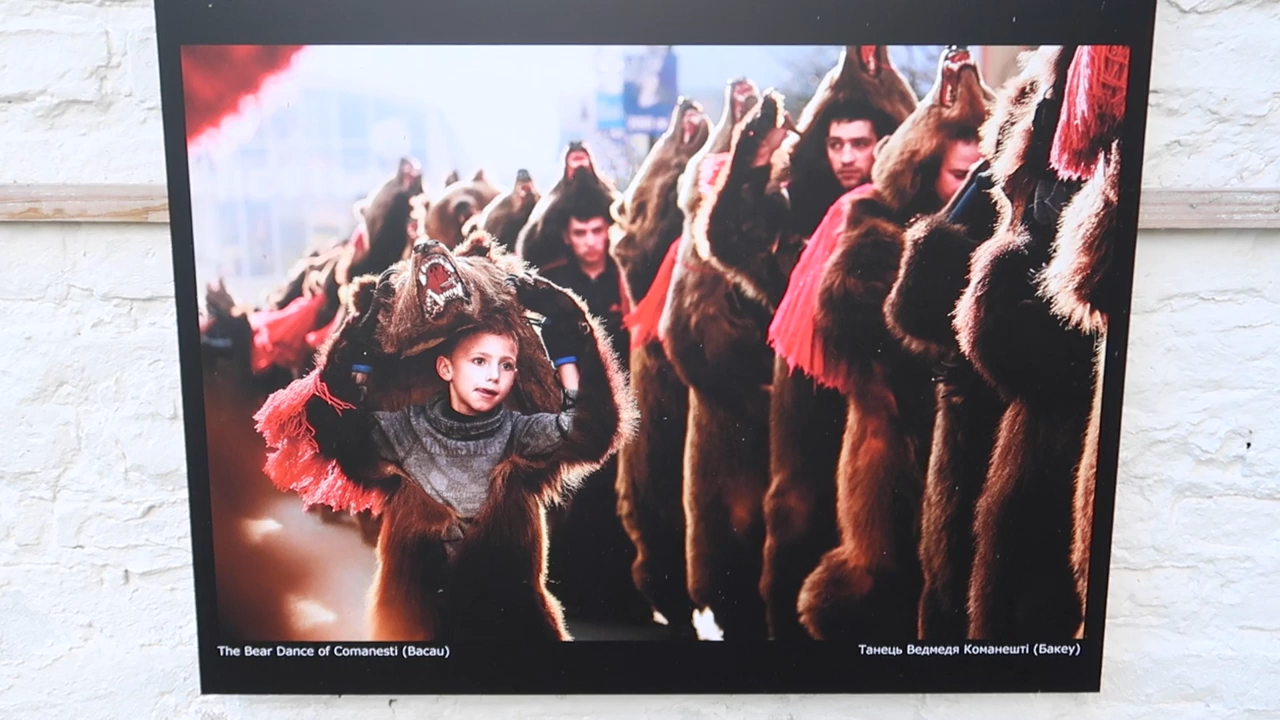 The Bear Dance of Comanesti (Bacau)
Танець Ведмедя Команешті (Бакеу)